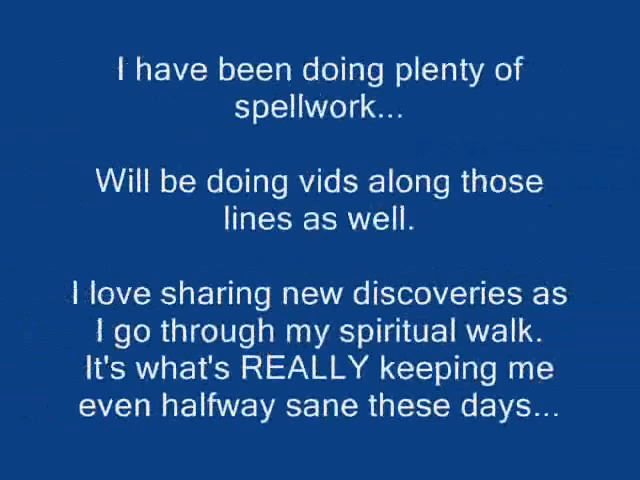 I have been doing plenty of
spellwork...
Will be doing vids along those
lines as well.
I love sharing new discoveries as
I go through my spiritual walk.
It's what's REALLY keeping me
even halfway sane these days...